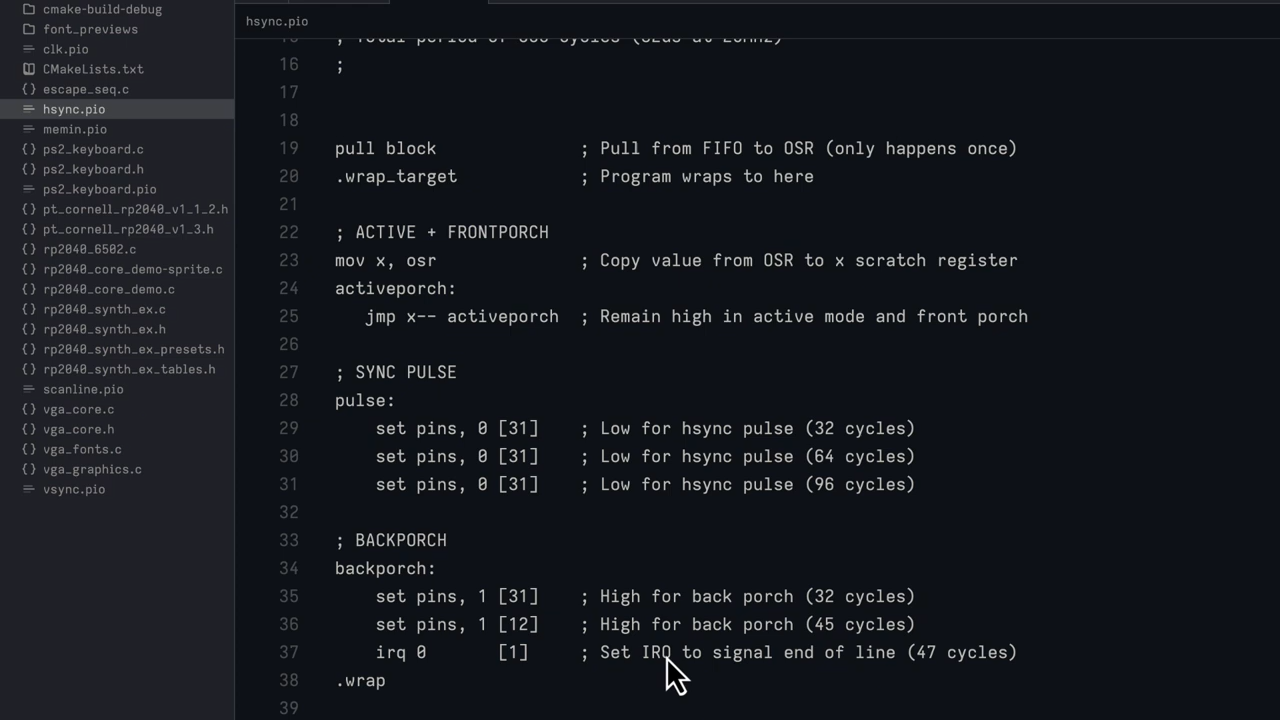 cmake-build-debug
font_previews
clk.pio
CMakeLists.txt
escape_seq.c
hsync.pio
memin.pio
ps2_keyboard.c
ps2_keyboard.h
ps2_keyboard.pio
pt_cornell_rp2040_v1_1_2.h
pt_cornell_rp2040_v1_3.h
rp2040_6502.c
rp2040_core_demo-sprite.c
rp2040_core_demo.c
rp2040_synth_ex.c
rp2040_synth_ex.h
rp2040_synth_ex_presets.h
rp2040_synth_ex_tables.h
scanline.pio
vga_core.c
vga_core.h
vga_fonts.c
vga_graphics.c
vsync.pio
hsync.pio
16 ;
17
18
19 pull block ; Pull from FIFO to OSR (only happens once)
20 .wrap_target ; Program wraps to here
21
22 ; ACTIVE + FRONTPORCH
23 mov x, osr ; Copy value from OSR to x scratch register
24 activeporch:
25 jmp x-- activeporch ; Remain high in active mode and front porch
26
27 ; SYNC PULSE
28 pulse:
29 set pins, 0 [31] ; Low for hsync pulse (32 cycles)
30 set pins, 0 [31] ; Low for hsync pulse (64 cycles)
31 set pins, 0 [31] ; Low for hsync pulse (96 cycles)
32
33 ; BACKPORCH
34 backporch:
35 set pins, 1 [31] ; High for back porch (32 cycles)
36 set pins, 1 [12] ; High for back porch (45 cycles)
37 irq 0 [1] ; Set IRQ to signal end of line (47 cycles)
38 .wrap
39